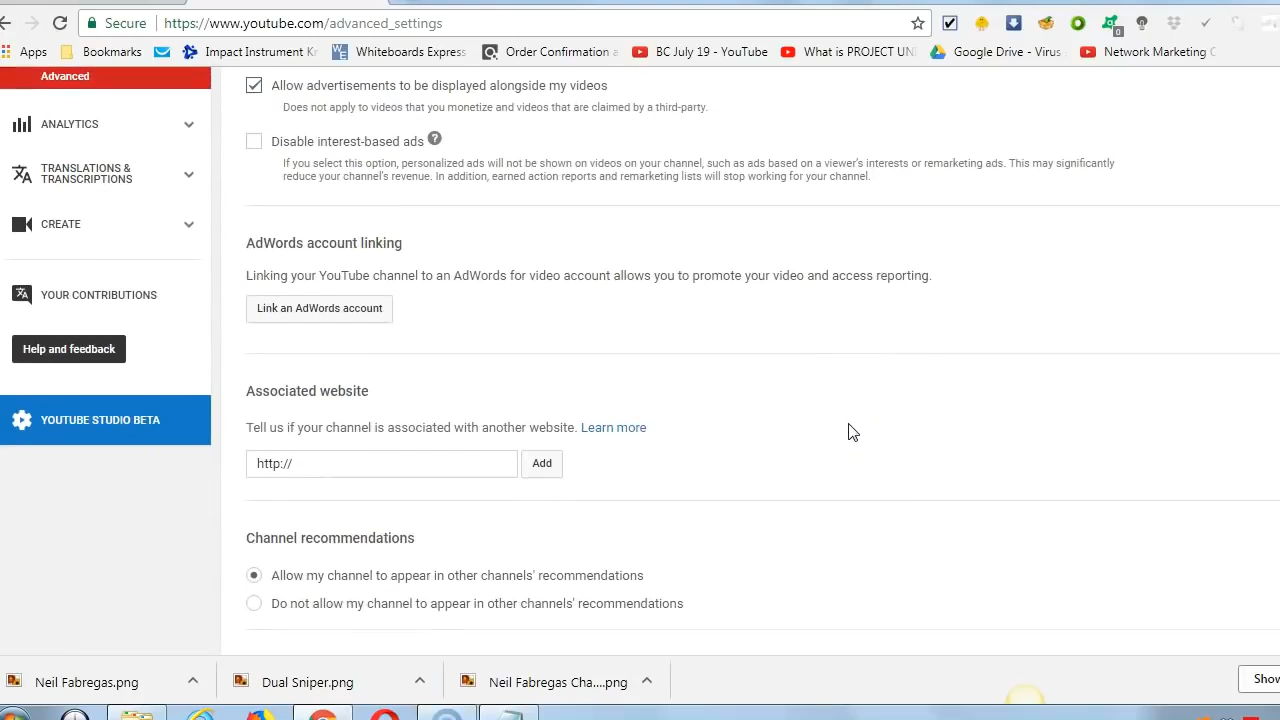 Secure https://www.youtube.com/advanced_settings
0
Apps Bookmarks Impact Instrument Kr Whiteboards Express Order Confirmation a BC July 13 - YouTube What is PROJECT UNI Google Drive - Virus Network Marketing C
Advanced
ANALYTICS
TRANSLATIONS &
TRANSCRIPTIONS
CREATE
YOUR CONTRIBUTIONS
Help and feedback
YOUTUBE STUDIO BETA
Allow advertisements to be displayed alongside my videos
Does not apply to videos that you monetize and videos that are claimed by a third-party.
Disable interest-based ads ?
If you select this option, personalized ads will not be shown on videos on your channel, such as ads based on a viewer's interests or remarketing ads. This may significantly
reduce your channel's revenue. In addition, earned action reports and remarketing lists will stop working for your channel.
AdWords account linking
Linking your YouTube channel to an AdWords for video account allows you to promote your video and access reporting.
Link an AdWords account
Associated website
Tell us if your channel is associated with another website. Learn more
http:// Add
Channel recommendations
Allow my channel to appear in other channels' recommendations
Do not allow my channel to appear in other channels' recommendations
Neil Fabregas.png Dual Sniper.png Neil Fabregas Cha....png Show